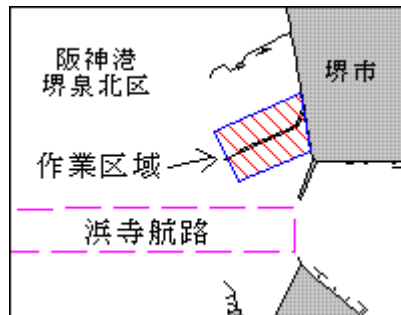 阪神港
堺泉北区
堺市
作業区域
浜寺航路